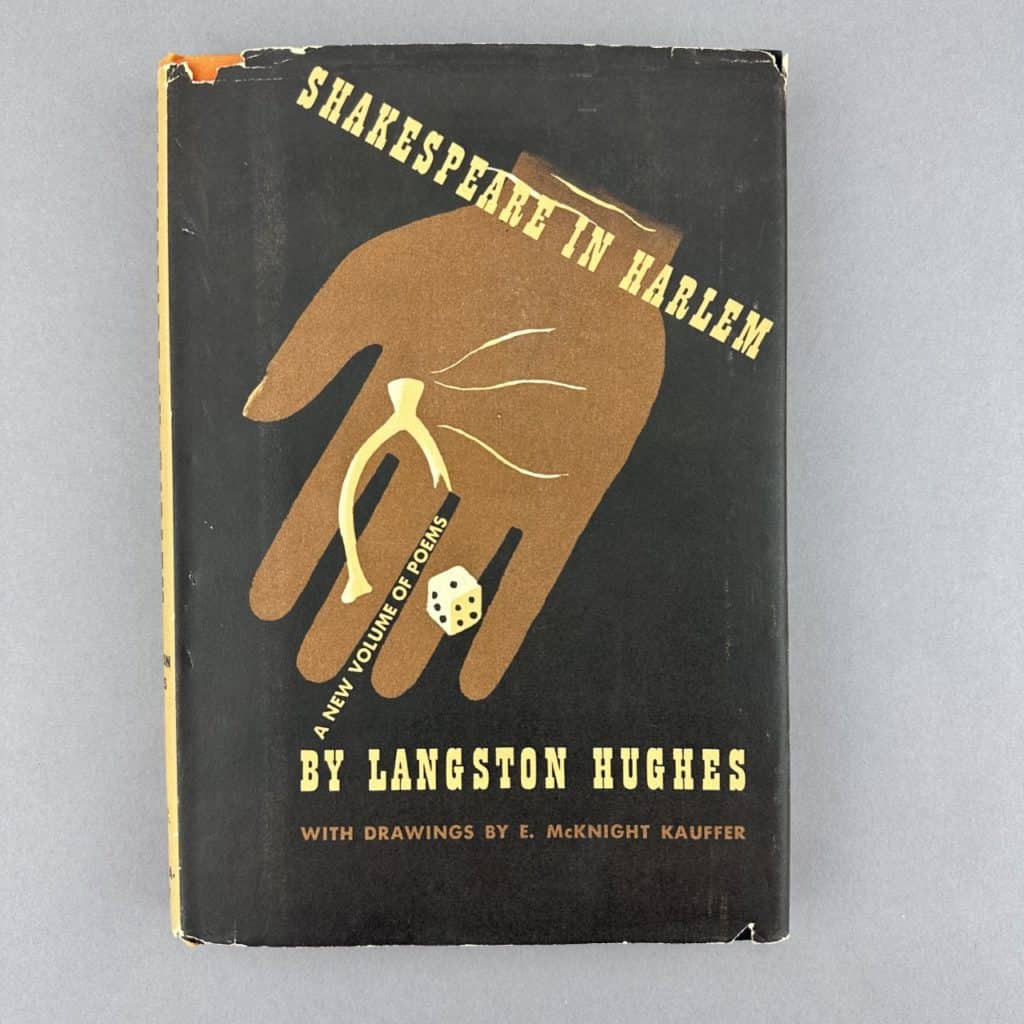 SHAKESPEARE IN HARLEM
A NEW VOLUME OF POEMS
BY LANGSTON HUGHES
WITH DRAWINGS BY E. McKNIGHT KAUFFER